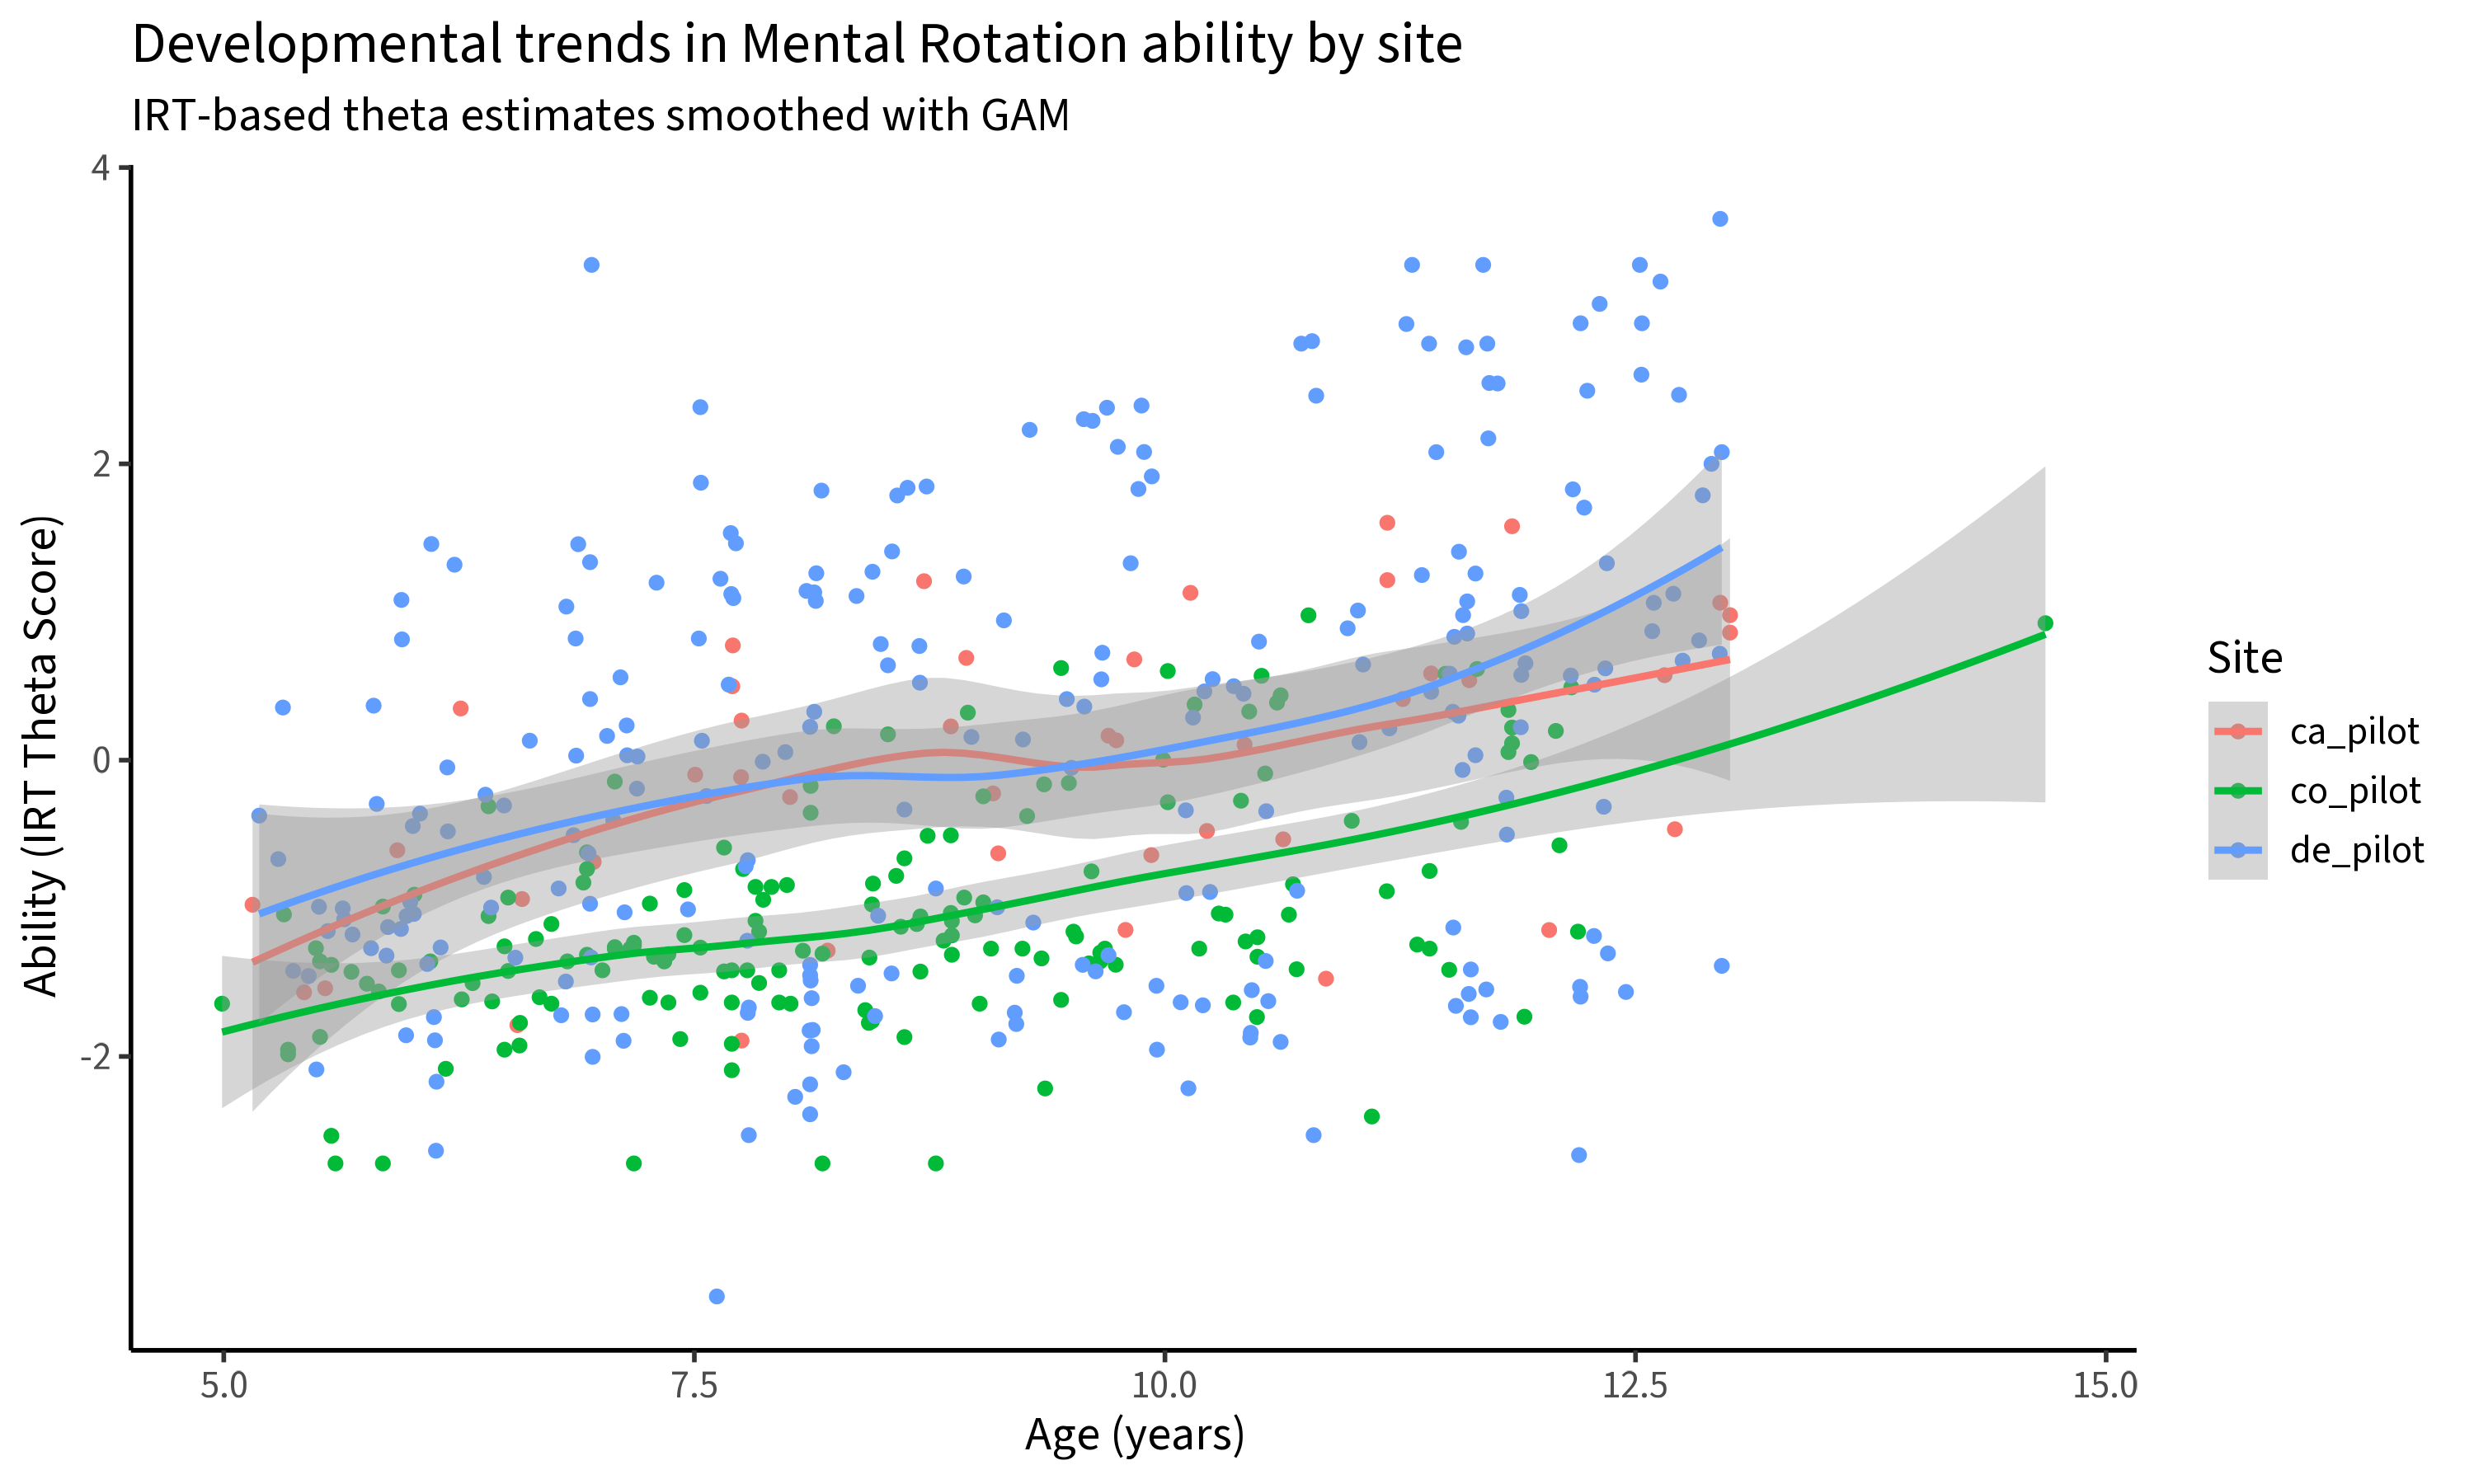 Developmental trends in Mental Rotation ability by site
IRT-based theta estimates smoothed with GAM
Ability (IRT Theta Score)
4
2
0
-2
5.0
7.5
10.0
12.5
15.0
Age (years)
Site
ca_pilot
co_pilot
de_pilot